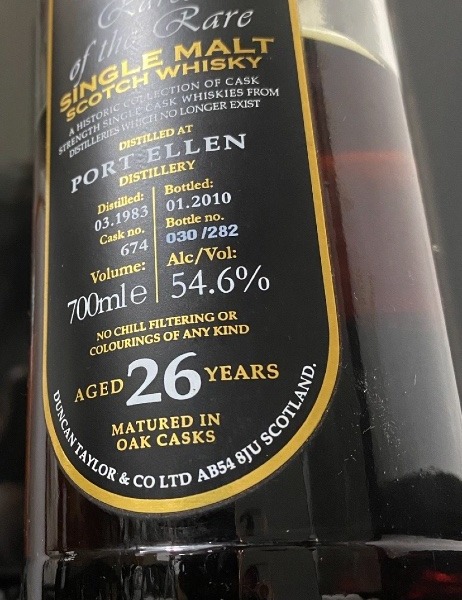 Rare
of the Rare
SINGLE MALT
SCOTCH WHISKY
A HISTORIC COLLECTION OF CASK
STRENGTH SINGLE CASK WHISKIES FROM
DISTILLERIES WHICH NO LONGER EXIST
DISTILLED AT
PORT ELLEN
DISTILLERY
Distilled:
03.1983
Cask no.
674
Volume:
700ml e
Bottled:
01.2010
Bottle no.
030 /282
Alc/Vol:
54.6%
NO CHILL FILTERING OR
COLOURINGS OF ANY KIND
AGED 26 YEARS
MATURED IN
OAK CASKS
DUNCAN TAYLOR & CO LTD AB54 8JU SCOTLAND.